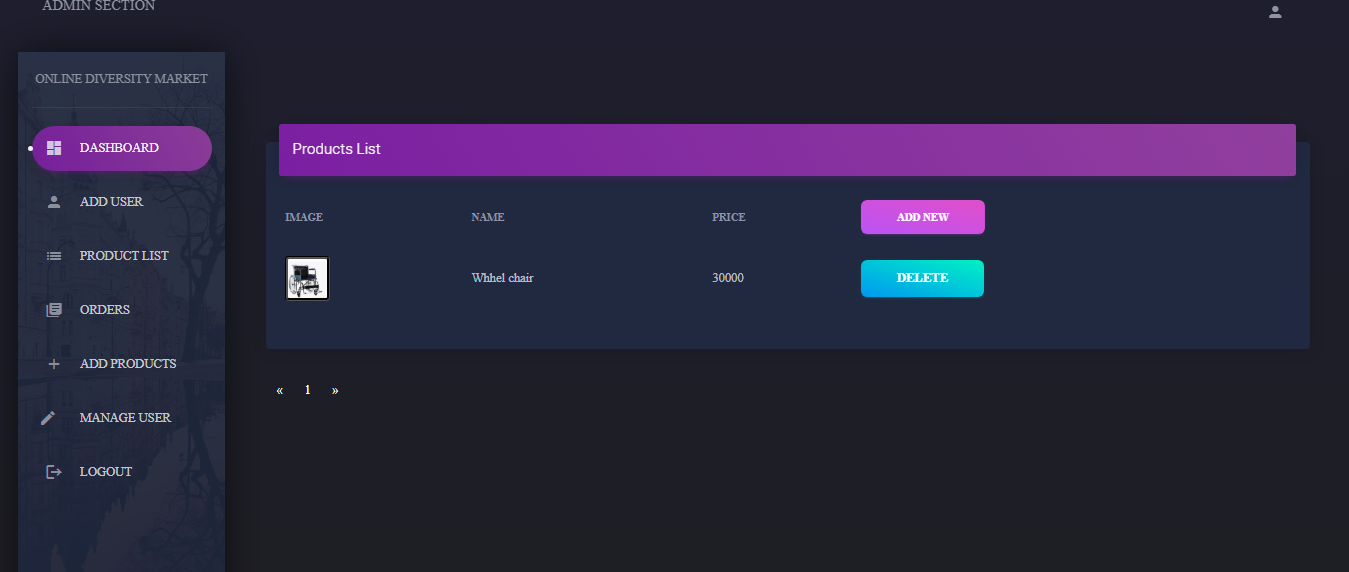 ADMIN SECTION
ONLINE DIVERSITY MARKET
DASHBOARD
ADD USER
PRODUCT LIST
ORDERS
ADD PRODUCTS
MANAGE USER
LOGOUT
Products List
IMAGE NAME PRICE ADD NEW
Whhel chair 30000 DELETE
« 1 »